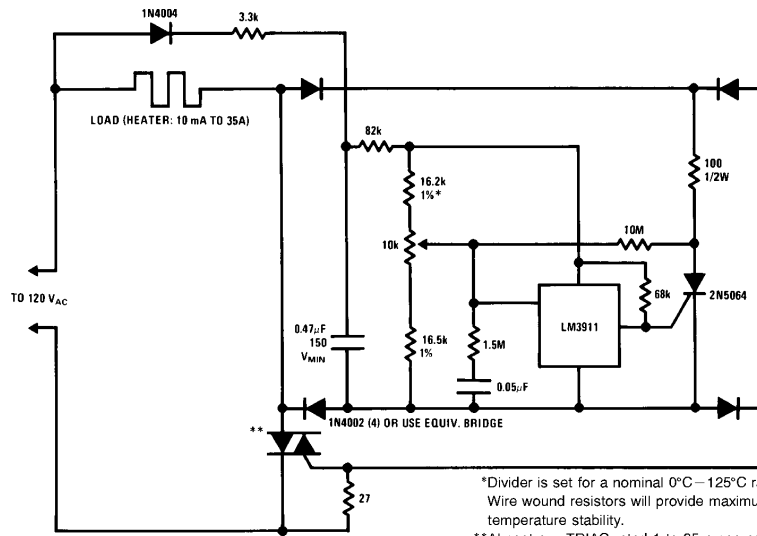 1N4004
3.3k
LOAD (HEATER: 10 mA TO 35A)
82k
16.2k
1%*
100
1/2W
10k
10M
TO 120 VAC
68k
2N5064
LM3911
0.47µF
150
VMIN
16.5k
1%
1.5M
0.05µF
1N4002 (4) OR USE EQUIV. BRIDGE
**
27
*Divider is set for a nominal 0°C–125°C
Wire wound resistors will provide
temperature stability.